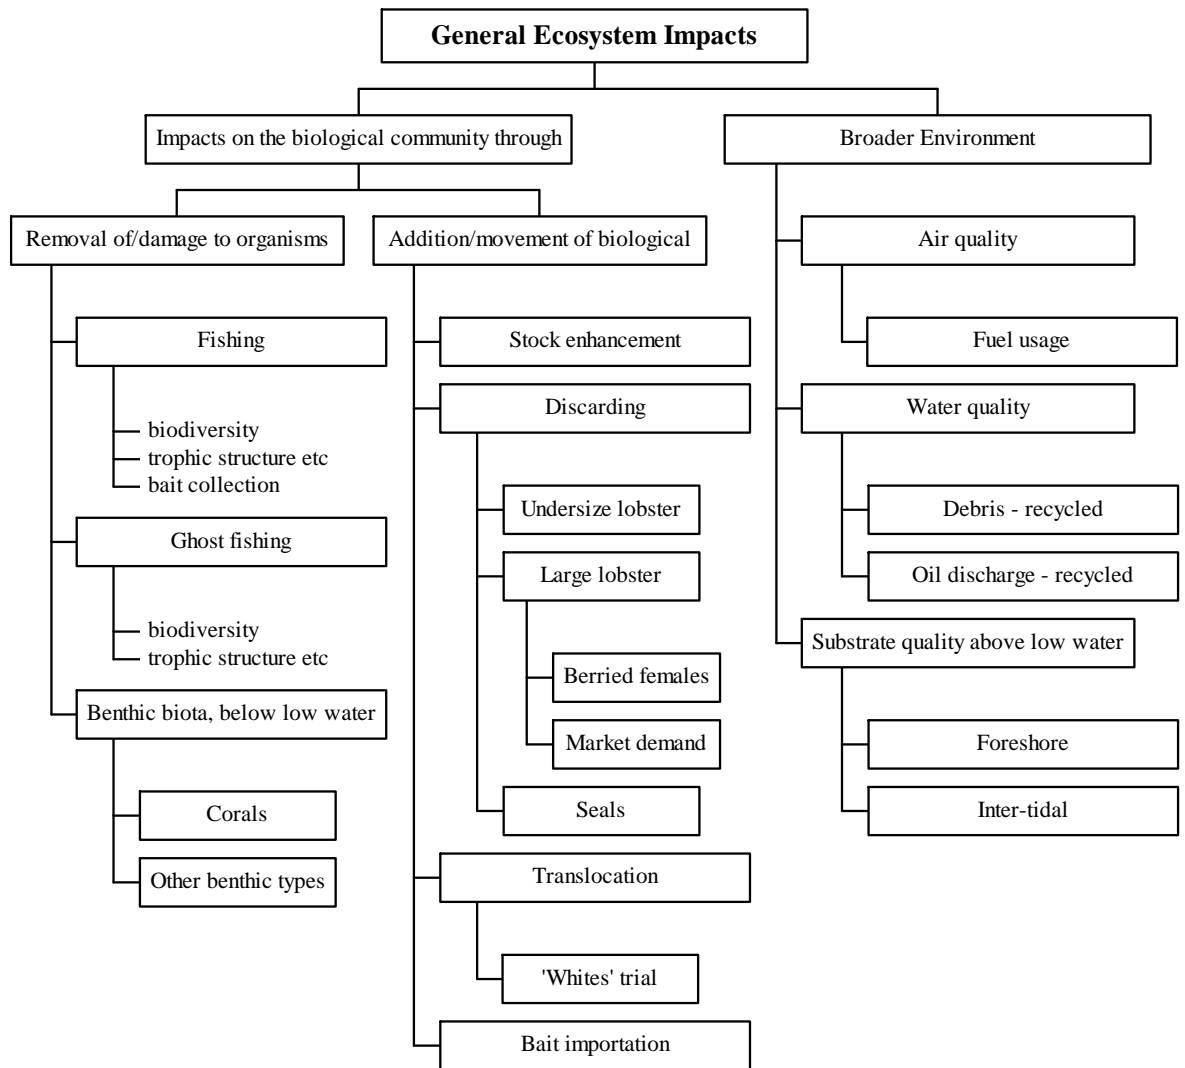 General Ecosystem Impacts
Impacts on the biological community through
Broader Environment
Removal of/damage to organisms
Addition/movement of biological
Air quality
Fishing
Stock enhancement
Fuel usage
Discarding
Water quality
biodiversity
trophic structure etc
bait collection
Undersize lobster
Debris - recycled
Ghost fishing
Large lobster
Oil discharge - recycled
biodiversity
trophic structure etc
Substrate quality above low water
Berried females
Benthic biota, below low water
Market demand
Foreshore
Corals
Seals
Inter-tidal
Other benthic types
Translocation
'Whites' trial
Bait importation